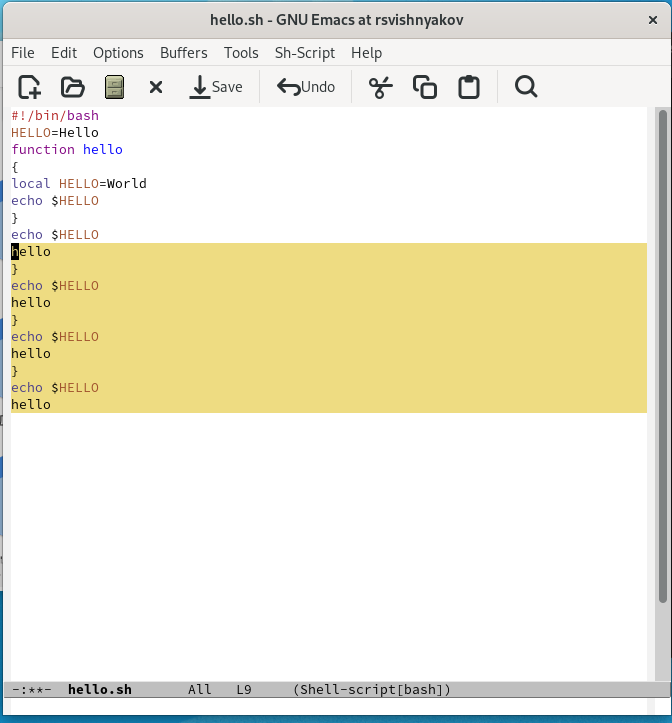 hello.sh - GNU Emacs at rsvishnyakov
File Edit Options Buffers Tools Sh-Script Help
Save Undo
#!/bin/bash
HELLO=Hello
function hello
{
local HELLO=World
echo $HELLO
}
echo $HELLO
hello
}
echo $HELLO
hello
}
echo $HELLO
hello
}
echo $HELLO
hello
-:**- hello.sh All L9 (Shell-script[bash])